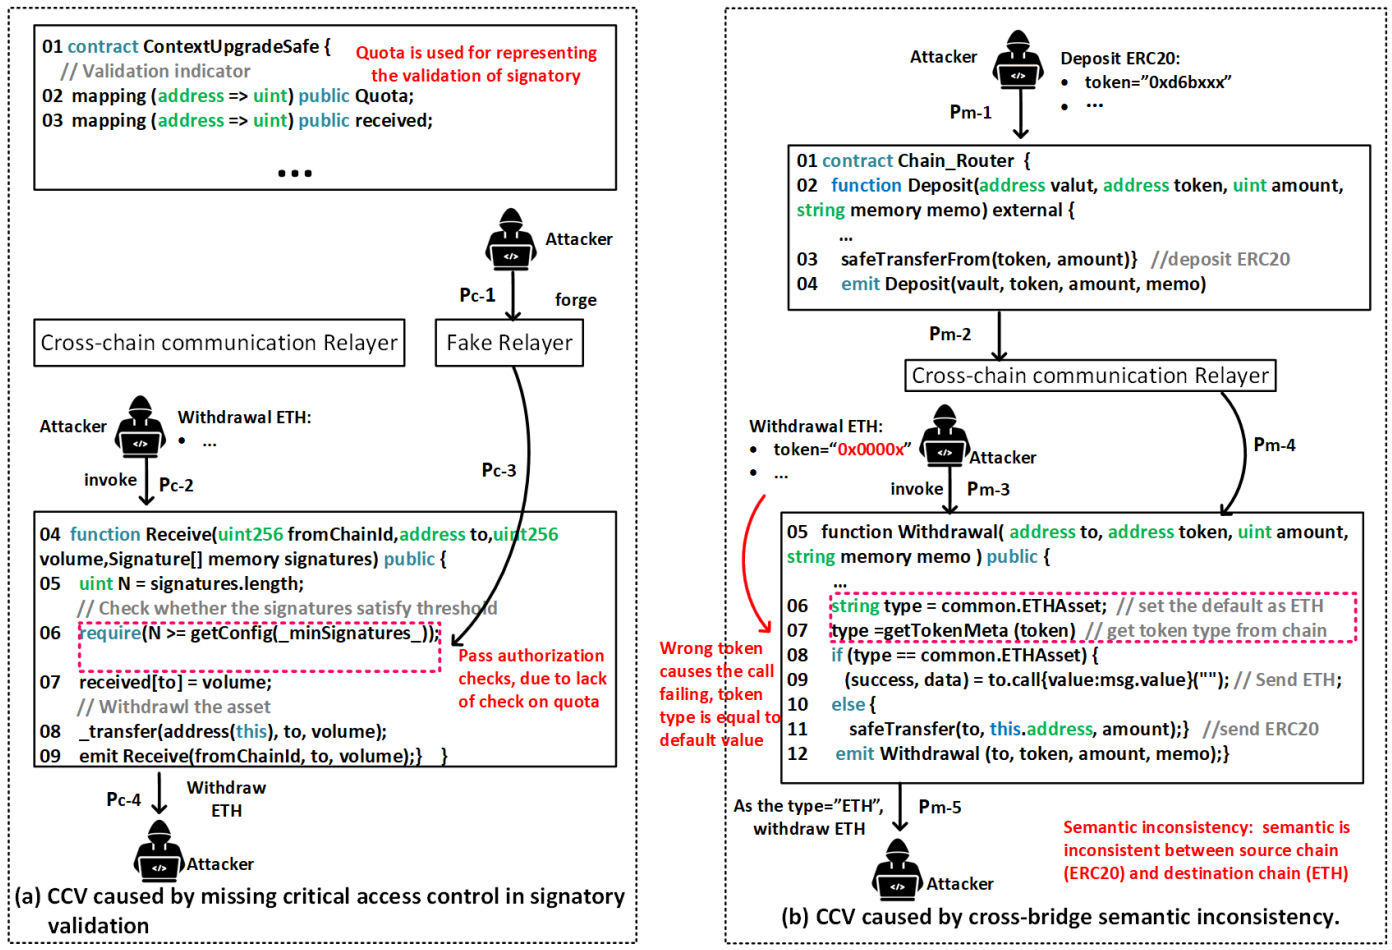 01 contract ContextUpgradeSafe {
// Validation indicator
02 mapping (address => uint) public Quota;
03 mapping (address => uint) public received;
...
Quota is used for representing
the validation of signatory
Attacker
Pc-1
forge
Cross-chain communication Relayer
Fake Relayer
Attacker
Withdrawal ETH:
• ...
invoke
Pc-2
Pc-3
04 function Receive(uint256 fromChainId,address to,uint256
volume,Signature[] memory signatures) public {
05 uint N = signatures.length;
// Check whether the signatures satisfy threshold
06 require(N >= getConfig(_minSignatures_));
07 received[to] = volume;
// Withdrawl the asset
08 _transfer(address(this), to, volume);
09 emit Receive(fromChainId, to, volume);} }
Pass authorization
checks, due to lack
of check on quota
Pc-4
Withdraw
ETH
Attacker
(a) CCV caused by missing critical access control in signatory
validation
Attacker
Deposit ERC20:
• token="0xd6bxxx"
• ...
Pm-1
01 contract Chain_Router {
02 function Deposit(address valut, address token, uint amount,
string memory memo) external {
...
03 safeTransferFrom(token, amount)} //deposit ERC20
04 emit Deposit(vault, token, amount, memo)
Pm-2
Cross-chain communication Relayer
Withdrawal ETH:
• token=“0x0000x”
• ...
Attacker
invoke
Pm-3
Pm-4
05 function Withdrawal( address to, address token, uint amount,
string memory memo ) public {
...
06 string type = common.ETHAsset; // set the default as ETH
07 type =getTokenMeta (token) // get token type from chain
08 if (type == common.ETHAsset) {
09 (success, data) = to.call{value:msg.value}(""); // Send ETH;
10 else {
11 safeTransfer(to, this.address, amount);} //send ERC20
12 emit Withdrawal (to, token, amount, memo);}
Wrong token
causes the call
failing, token
type is equal to
default value
As the type=”ETH”,
withdraw ETH
Pm-5
Attacker
Semantic inconsistency: semantic is
inconsistent between source chain
(ERC20) and destination chain (ETH)
(b) CCV caused by cross-bridge semantic inconsistency.